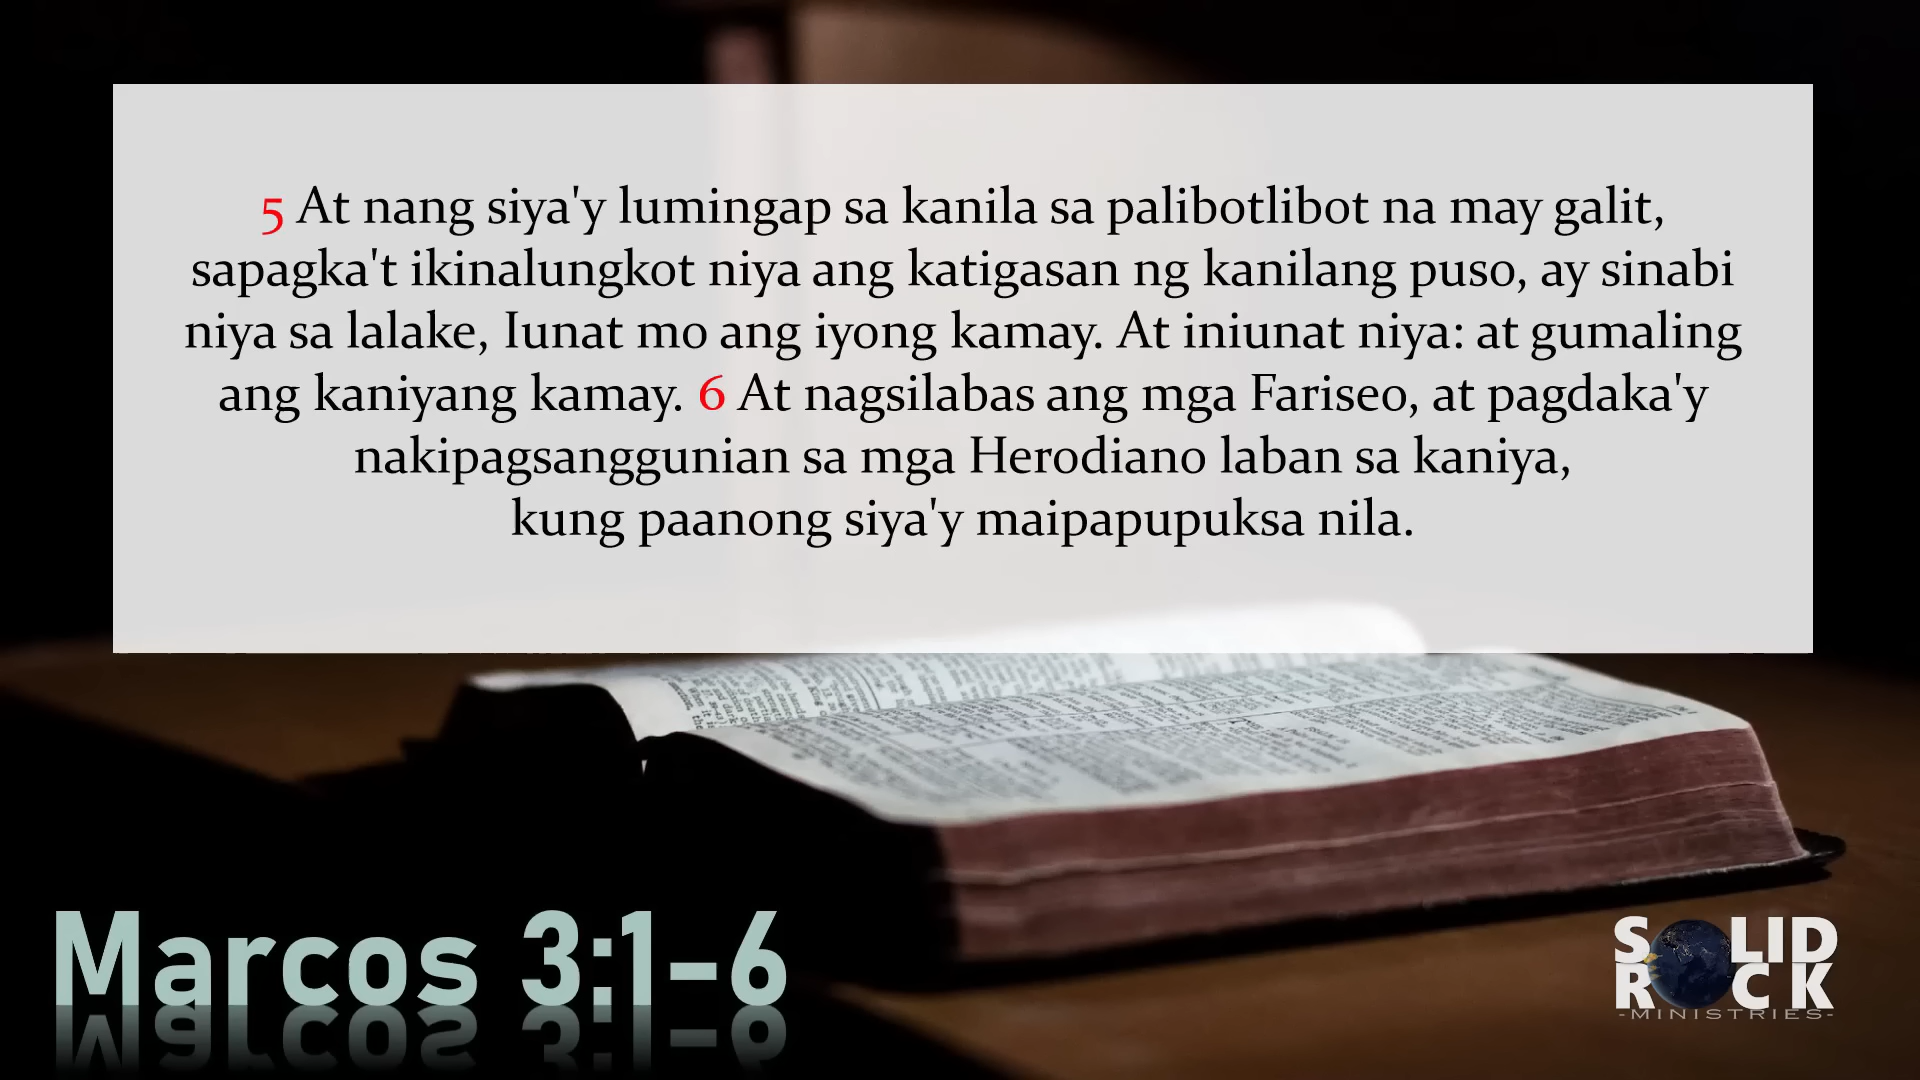 5 At nang siya'y lumingap sa kanila sa palibotlibot na may galit,
sapagka't ikinalungkot niya ang katigasan ng kanilang puso, ay sinabi
niya sa lalake, Iunat mo ang iyong kamay. At iniunat niya: at gumaling
ang kaniyang kamay. 6 At nagsilabas ang mga Fariseo, at pagdaka'y
nakipagsanggunian sa mga Herodiano laban sa kaniya,
kung paanong siya'y maipapupuksa nila.
Marcos 3:1-6
SOLID
ROCK
-MINISTRIES-